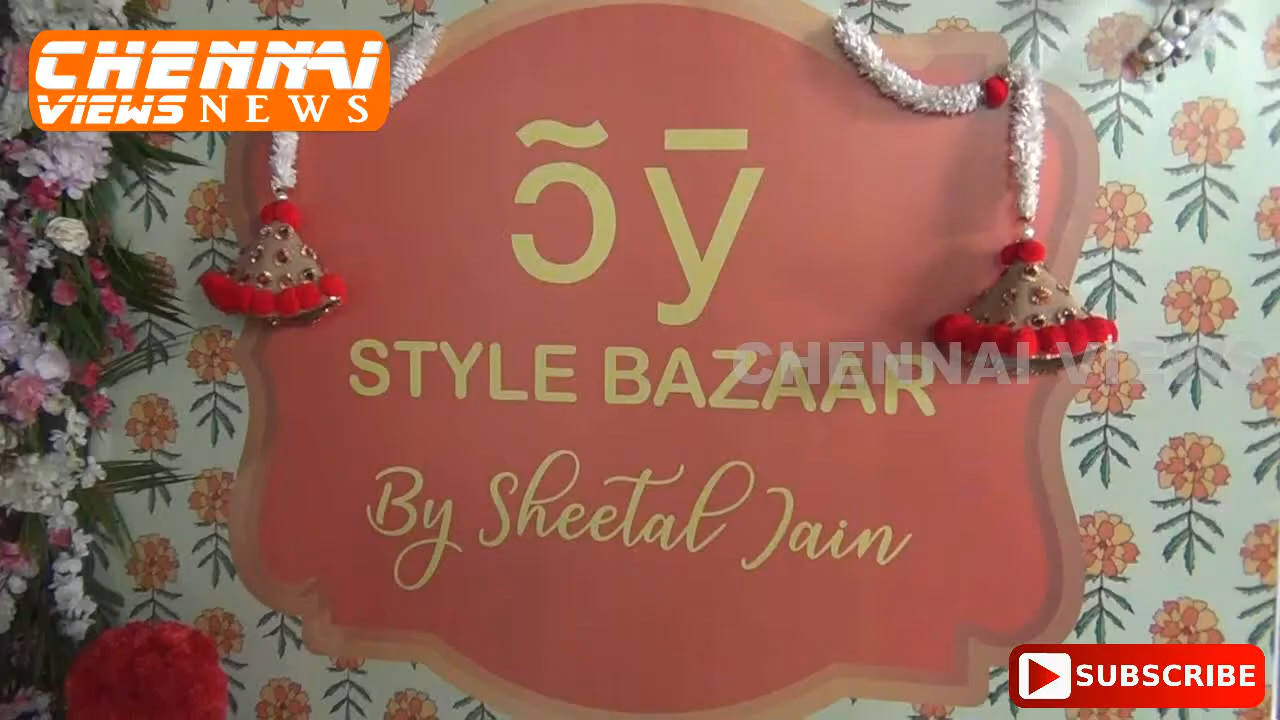 CHENNAI
VIEWS NEWS
õȳ
STYLE BAZAAR
CHENNAI VIEWS
By Sheetal Jain
SUBSCRIBE